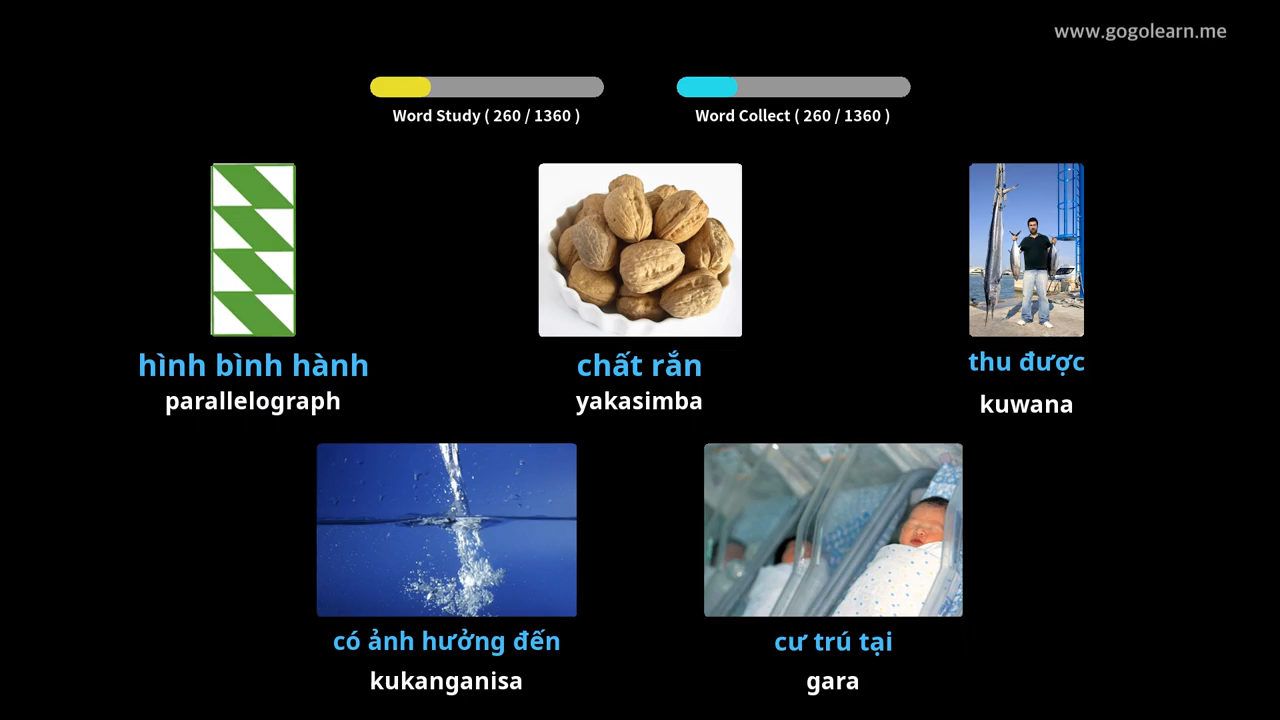 www.gogolearn.me
Word Study ( 260 / 1360 )
Word Collect ( 260 / 1360 )
hình bình hành
parallelograph
chất rắn
yakasimba
thu được
kuwana
có ảnh hưởng đến
kukanganisa
cư trú tại
gara